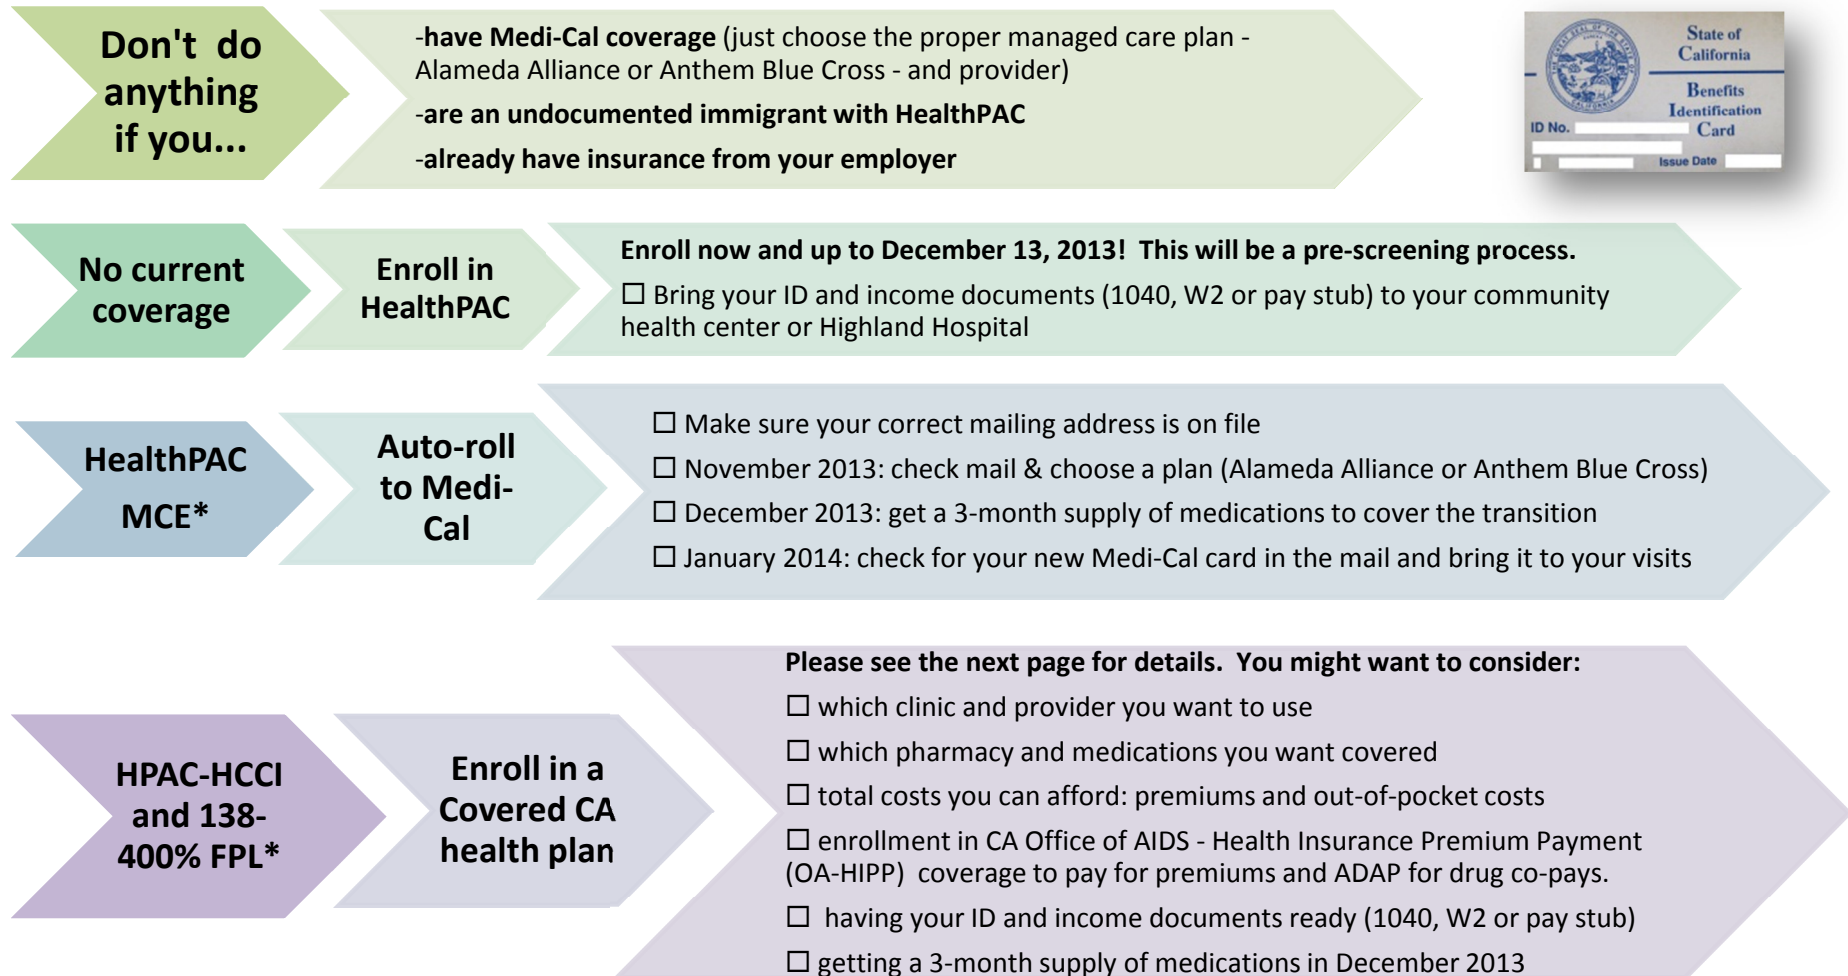 Don't do
anything
if you...
-have Medi-Cal coverage (just choose the proper managed care plan -
Alameda Alliance or Anthem Blue Cross - and provider)
-are an undocumented immigrant with HealthPAC
-already have insurance from your employer
State of
California
Benefits
Identification
Card
ID No.
Issue Date
No current
coverage
Enroll in
HealthPAC
Enroll now and up to December 13, 2013! This will be a pre-screening process.
☐ Bring your ID and income documents (1040, W2 or pay stub) to your community
health center or Highland Hospital
HealthPAC
MCE*
Auto-roll
to Medi-
Cal
☐ Make sure your correct mailing address is on file
☐ November 2013: check mail & choose a plan (Alameda Alliance or Anthem Blue Cross)
☐ December 2013: get a 3-month supply of medications to cover the transition
☐ January 2014: check for your new Medi-Cal card in the mail and bring it to your visits
HPAC-HCCI
and 138-
400% FPL*
Enroll in a
Covered CA
health plan
Please see the next page for details. You might want to consider:
☐ which clinic and provider you want to use
☐ which pharmacy and medications you want covered
☐ total costs you can afford: premiums and out-of-pocket costs
☐ enrollment in CA Office of AIDS - Health Insurance Premium Payment
(OA-HIPP) coverage to pay for premiums and ADAP for drug co-pays.
☐ having your ID and income documents ready (1040, W2 or pay stub)
☐ getting a 3-month supply of medications in December 2013